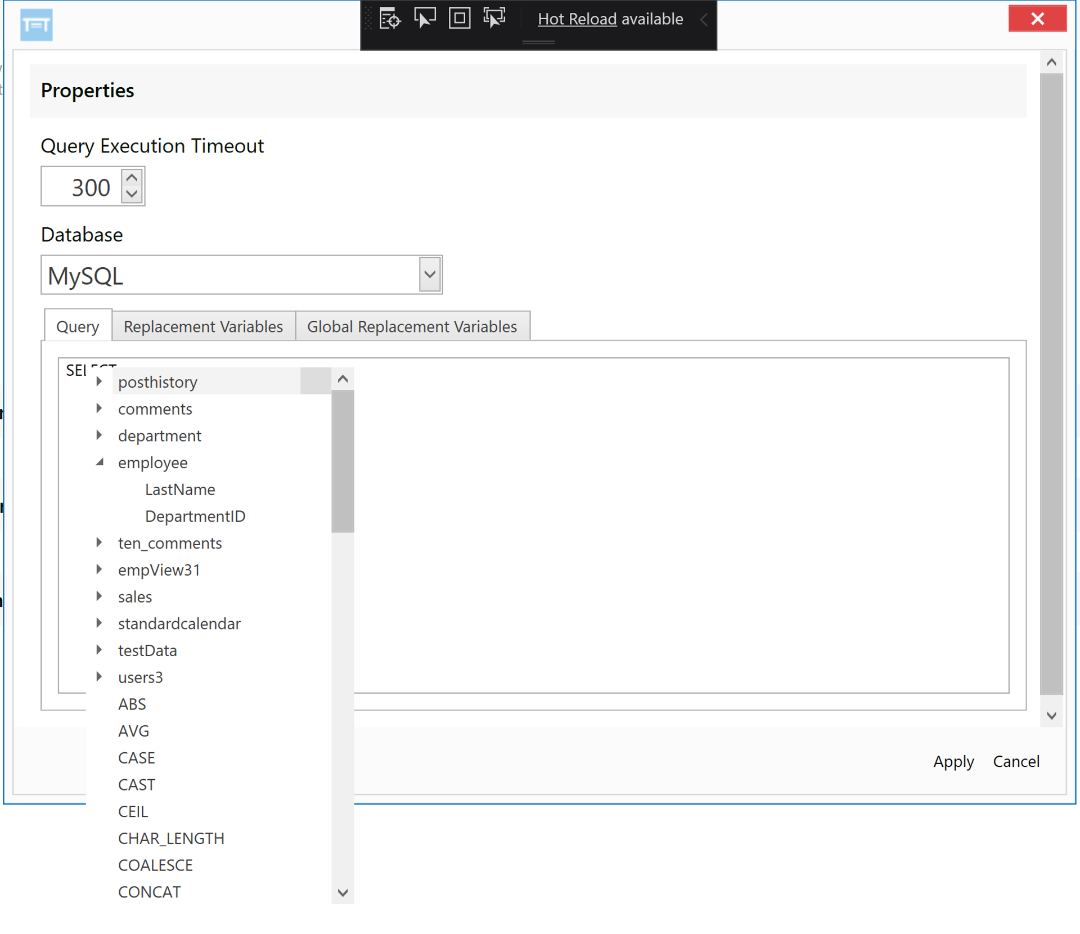 Hot Reload available
Properties
Query Execution Timeout
300
Database
MySQL
Query Replacement Variables Global Replacement Variables
SELECT
posthistory
comments
department
employee
LastName
DepartmentID
ten_comments
empView31
sales
standardcalendar
testData
users3
ABS
AVG
CASE
CAST
CEIL
CHAR_LENGTH
COALESCE
CONCAT
Apply Cancel